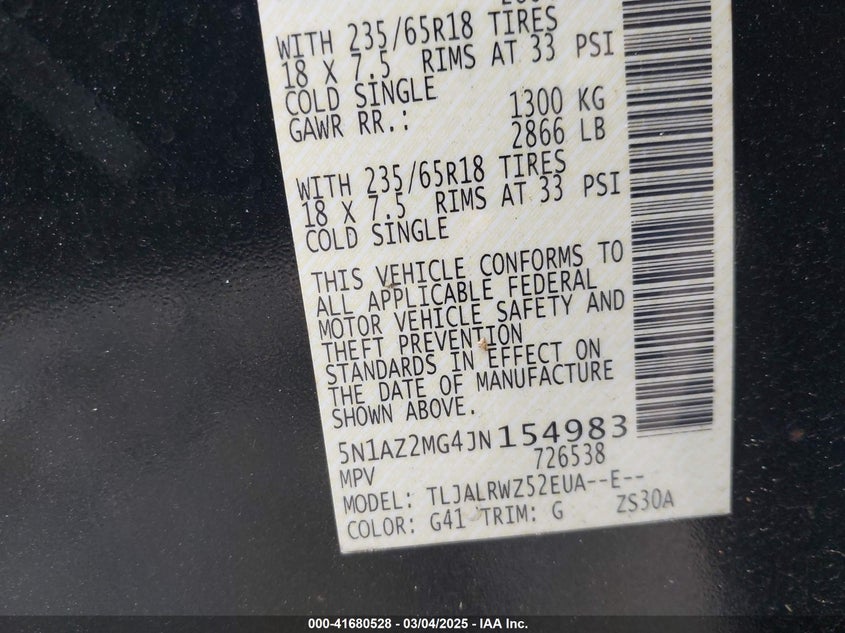 WITH 235/65R18 TIRES
18 X 7.5 RIMS AT 33 PSI
COLD SINGLE
GAWR RR.: 1300 KG
2866 LB
WITH 235/65R18 TIRES
18 X 7.5 RIMS AT 33 PSI
COLD SINGLE
THIS VEHICLE CONFORMS TO
ALL APPLICABLE FEDERAL
MOTOR VEHICLE SAFETY AND
THEFT PREVENTION
STANDARDS IN EFFECT ON
THE DATE OF MANUFACTURE
SHOWN ABOVE.
5N1AZ2MG4JN154983
MPV 726538
MODEL: TLJALRWZ52EUA--E--
COLOR: G41 TRIM: G ZS30A
000-41680528 - 03/04/2025 - IAA Inc.